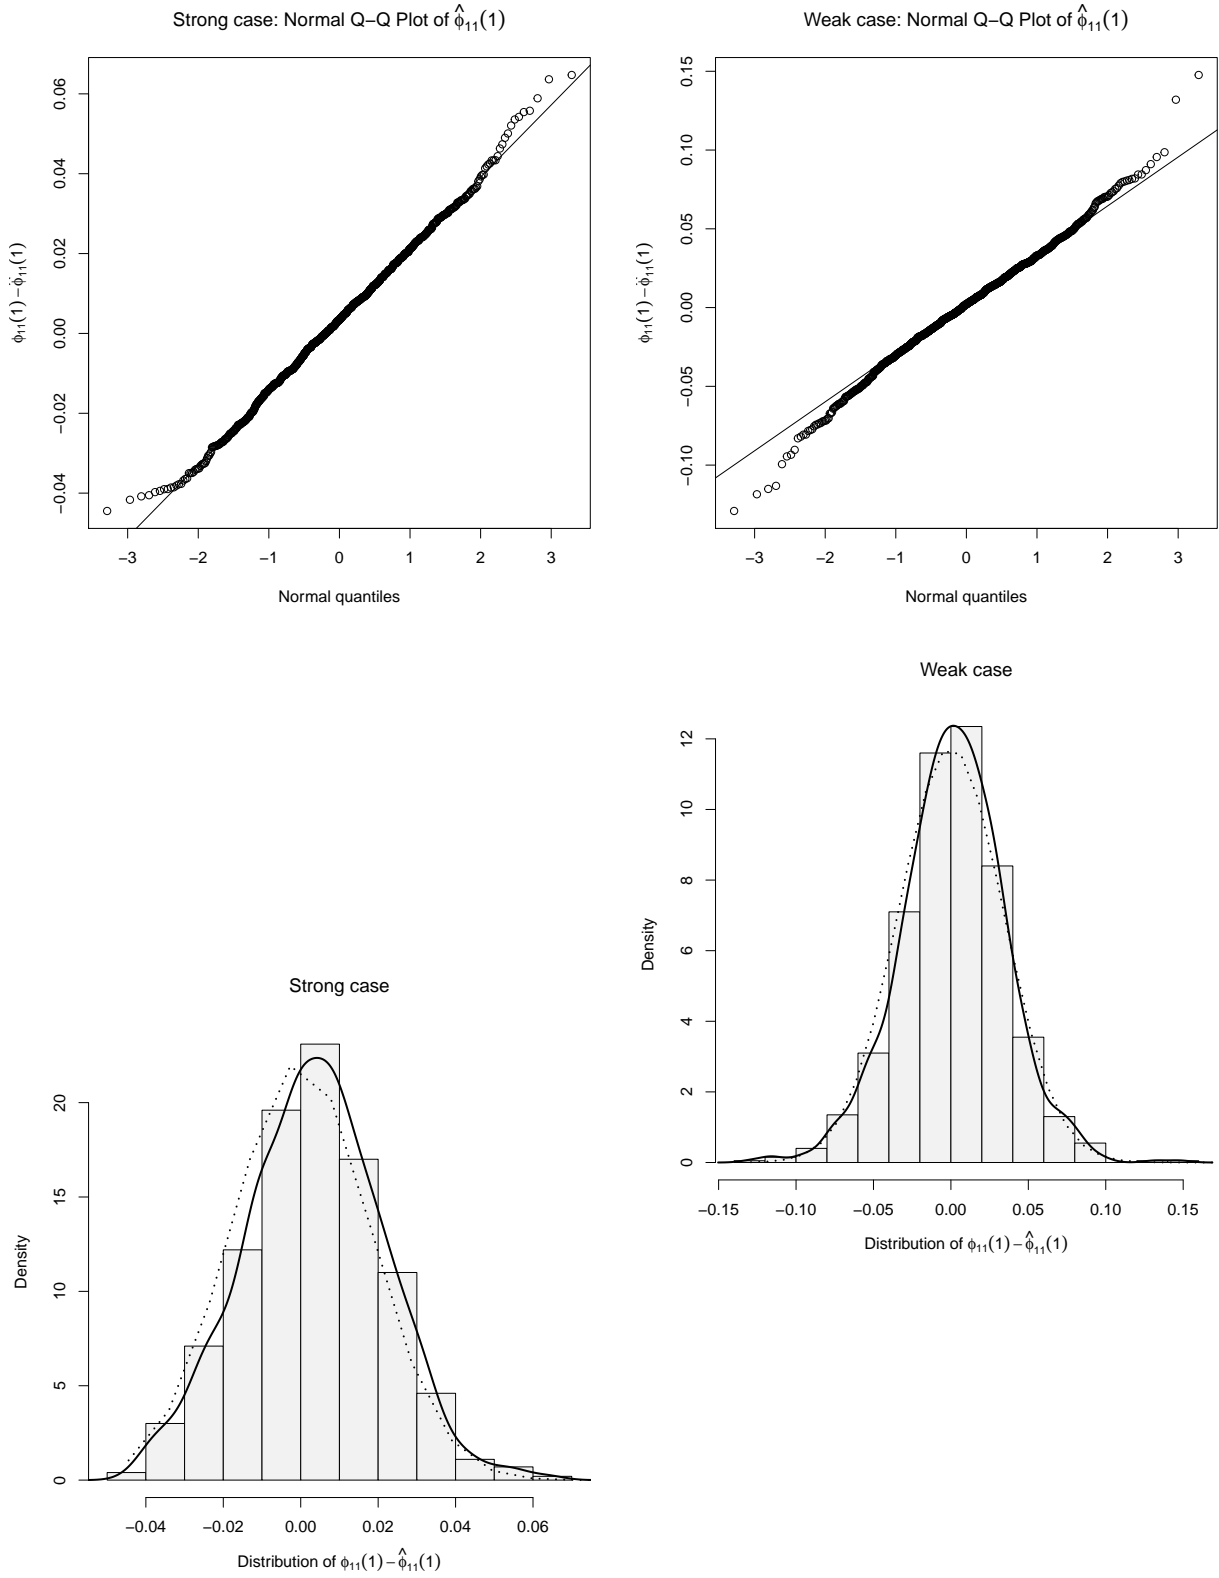 Strong case: Normal Q−Q Plot of ϕ̂₁₁(1)
0.06
0.04
0.02
0.00
−0.02
−0.04
ϕ₁₁(1) − ϕ̂₁₁(1)
−3 −2 −1 0 1 2 3
Normal quantiles
Weak case: Normal Q−Q Plot of ϕ̂₁₁(1)
0.15
0.10
0.05
0.00
−0.05
−0.10
ϕ₁₁(1) − ϕ̂₁₁(1)
−3 −2 −1 0 1 2 3
Normal quantiles
Strong case
20
15
10
5
0
Density
−0.04 −0.02 0.00 0.02 0.04 0.06
Distribution of ϕ₁₁(1) − ϕ̂₁₁(1)
Weak case
12
10
8
6
4
2
0
Density
−0.15 −0.10 −0.05 0.00 0.05 0.10 0.15
Distribution of ϕ₁₁(1) − ϕ̂₁₁(1)